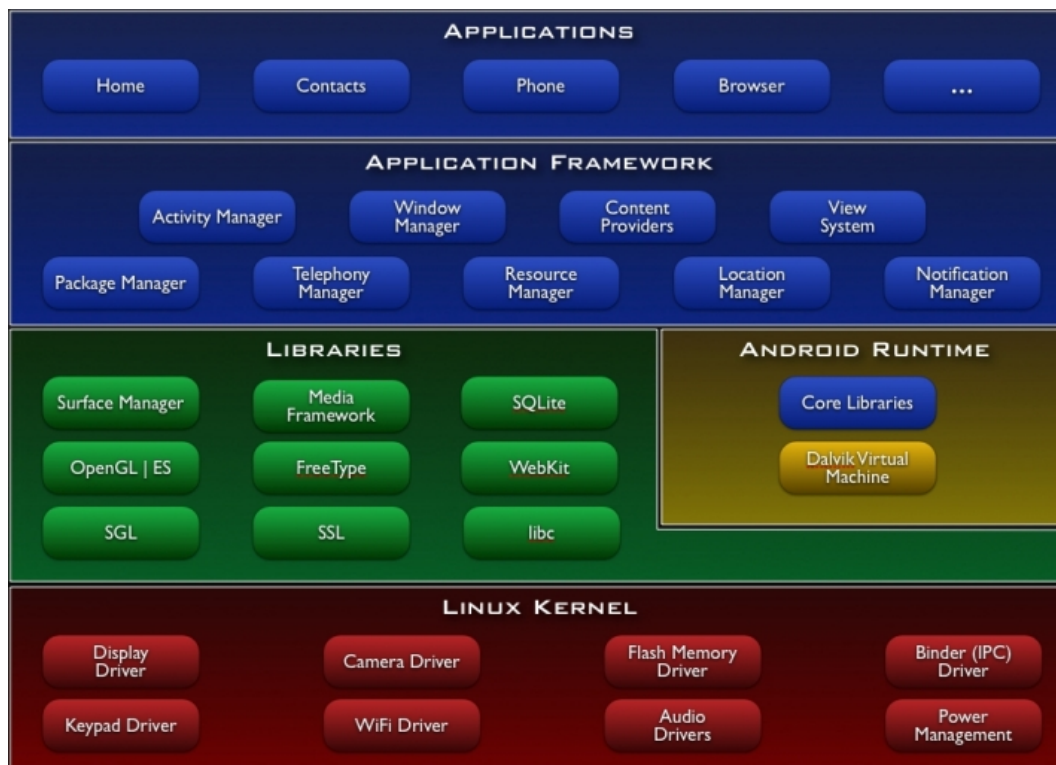 APPLICATIONS
Home
Contacts
Phone
Browser
...
APPLICATION FRAMEWORK
Activity Manager
Window
Manager
Content
Providers
View
System
Package Manager
Telephony
Manager
Resource
Manager
Location
Manager
Notification
Manager
LIBRARIES
Surface Manager
Media
Framework
SQLite
OpenGL | ES
FreeType
WebKit
SGL
SSL
libc
ANDROID RUNTIME
Core Libraries
Dalvik Virtual
Machine
LINUX KERNEL
Display
Driver
Camera Driver
Flash Memory
Driver
Binder (IPC)
Driver
Keypad Driver
WiFi Driver
Audio
Drivers
Power
Management